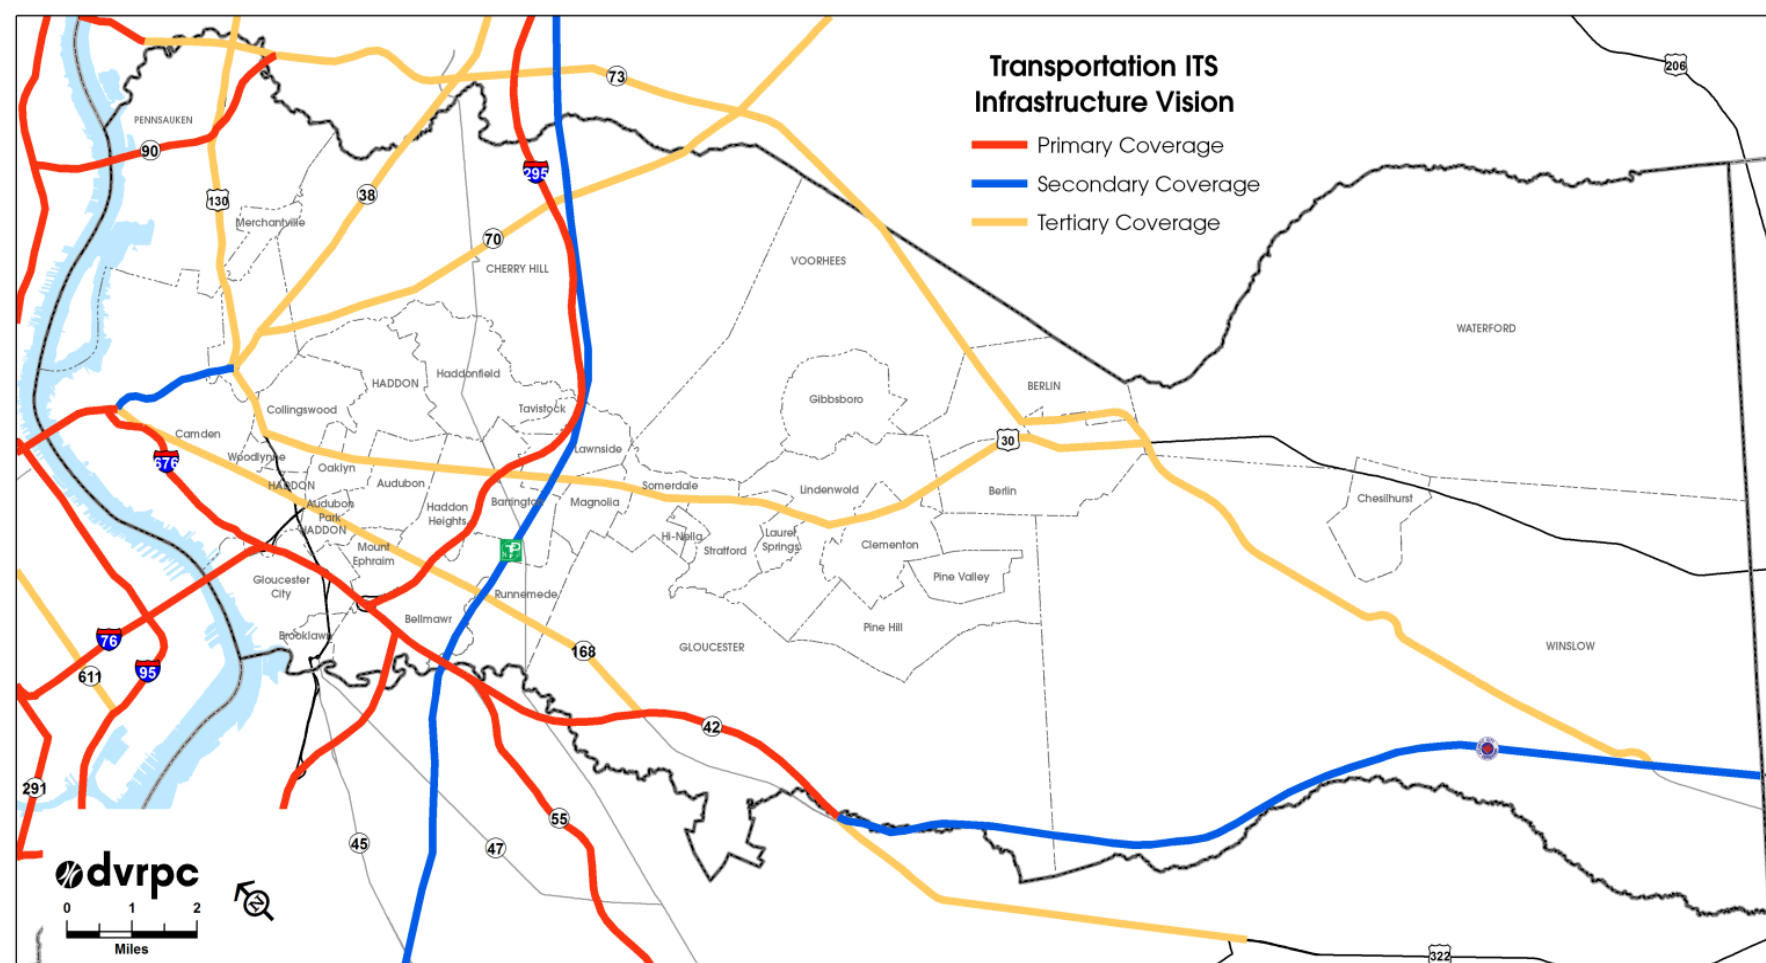 Transportation ITS
Infrastructure Vision
Primary Coverage
Secondary Coverage
Tertiary Coverage
206
73
PENNSAUKEN
90
295
38
130
Merchantville
70
CHERRY HILL
VOORHEES
WATERFORD
HADDON
Haddonfield
BERLIN
Gibbsboro
Collingswood
Tavistock
Camden
30
Lawnside
Woodlynne
676
Oaklyn
HADDON
Audubon
Somerdale
Lindenwold
Berlin
Chesilhurst
Audubon
Park
Haddon
Heights
Barrington
Magnolia
HADDON
Hi-Nella
Stratford
Laurel
Springs
Clementon
Mount
Ephraim
Gloucester
City
Pine Valley
Runnemede
Bellmawr
Pine Hill
Brooklawn
76
GLOUCESTER
WINSLOW
168
611
95
42
291
55
45
47
dvrpc
N
0 1 2
Miles
322